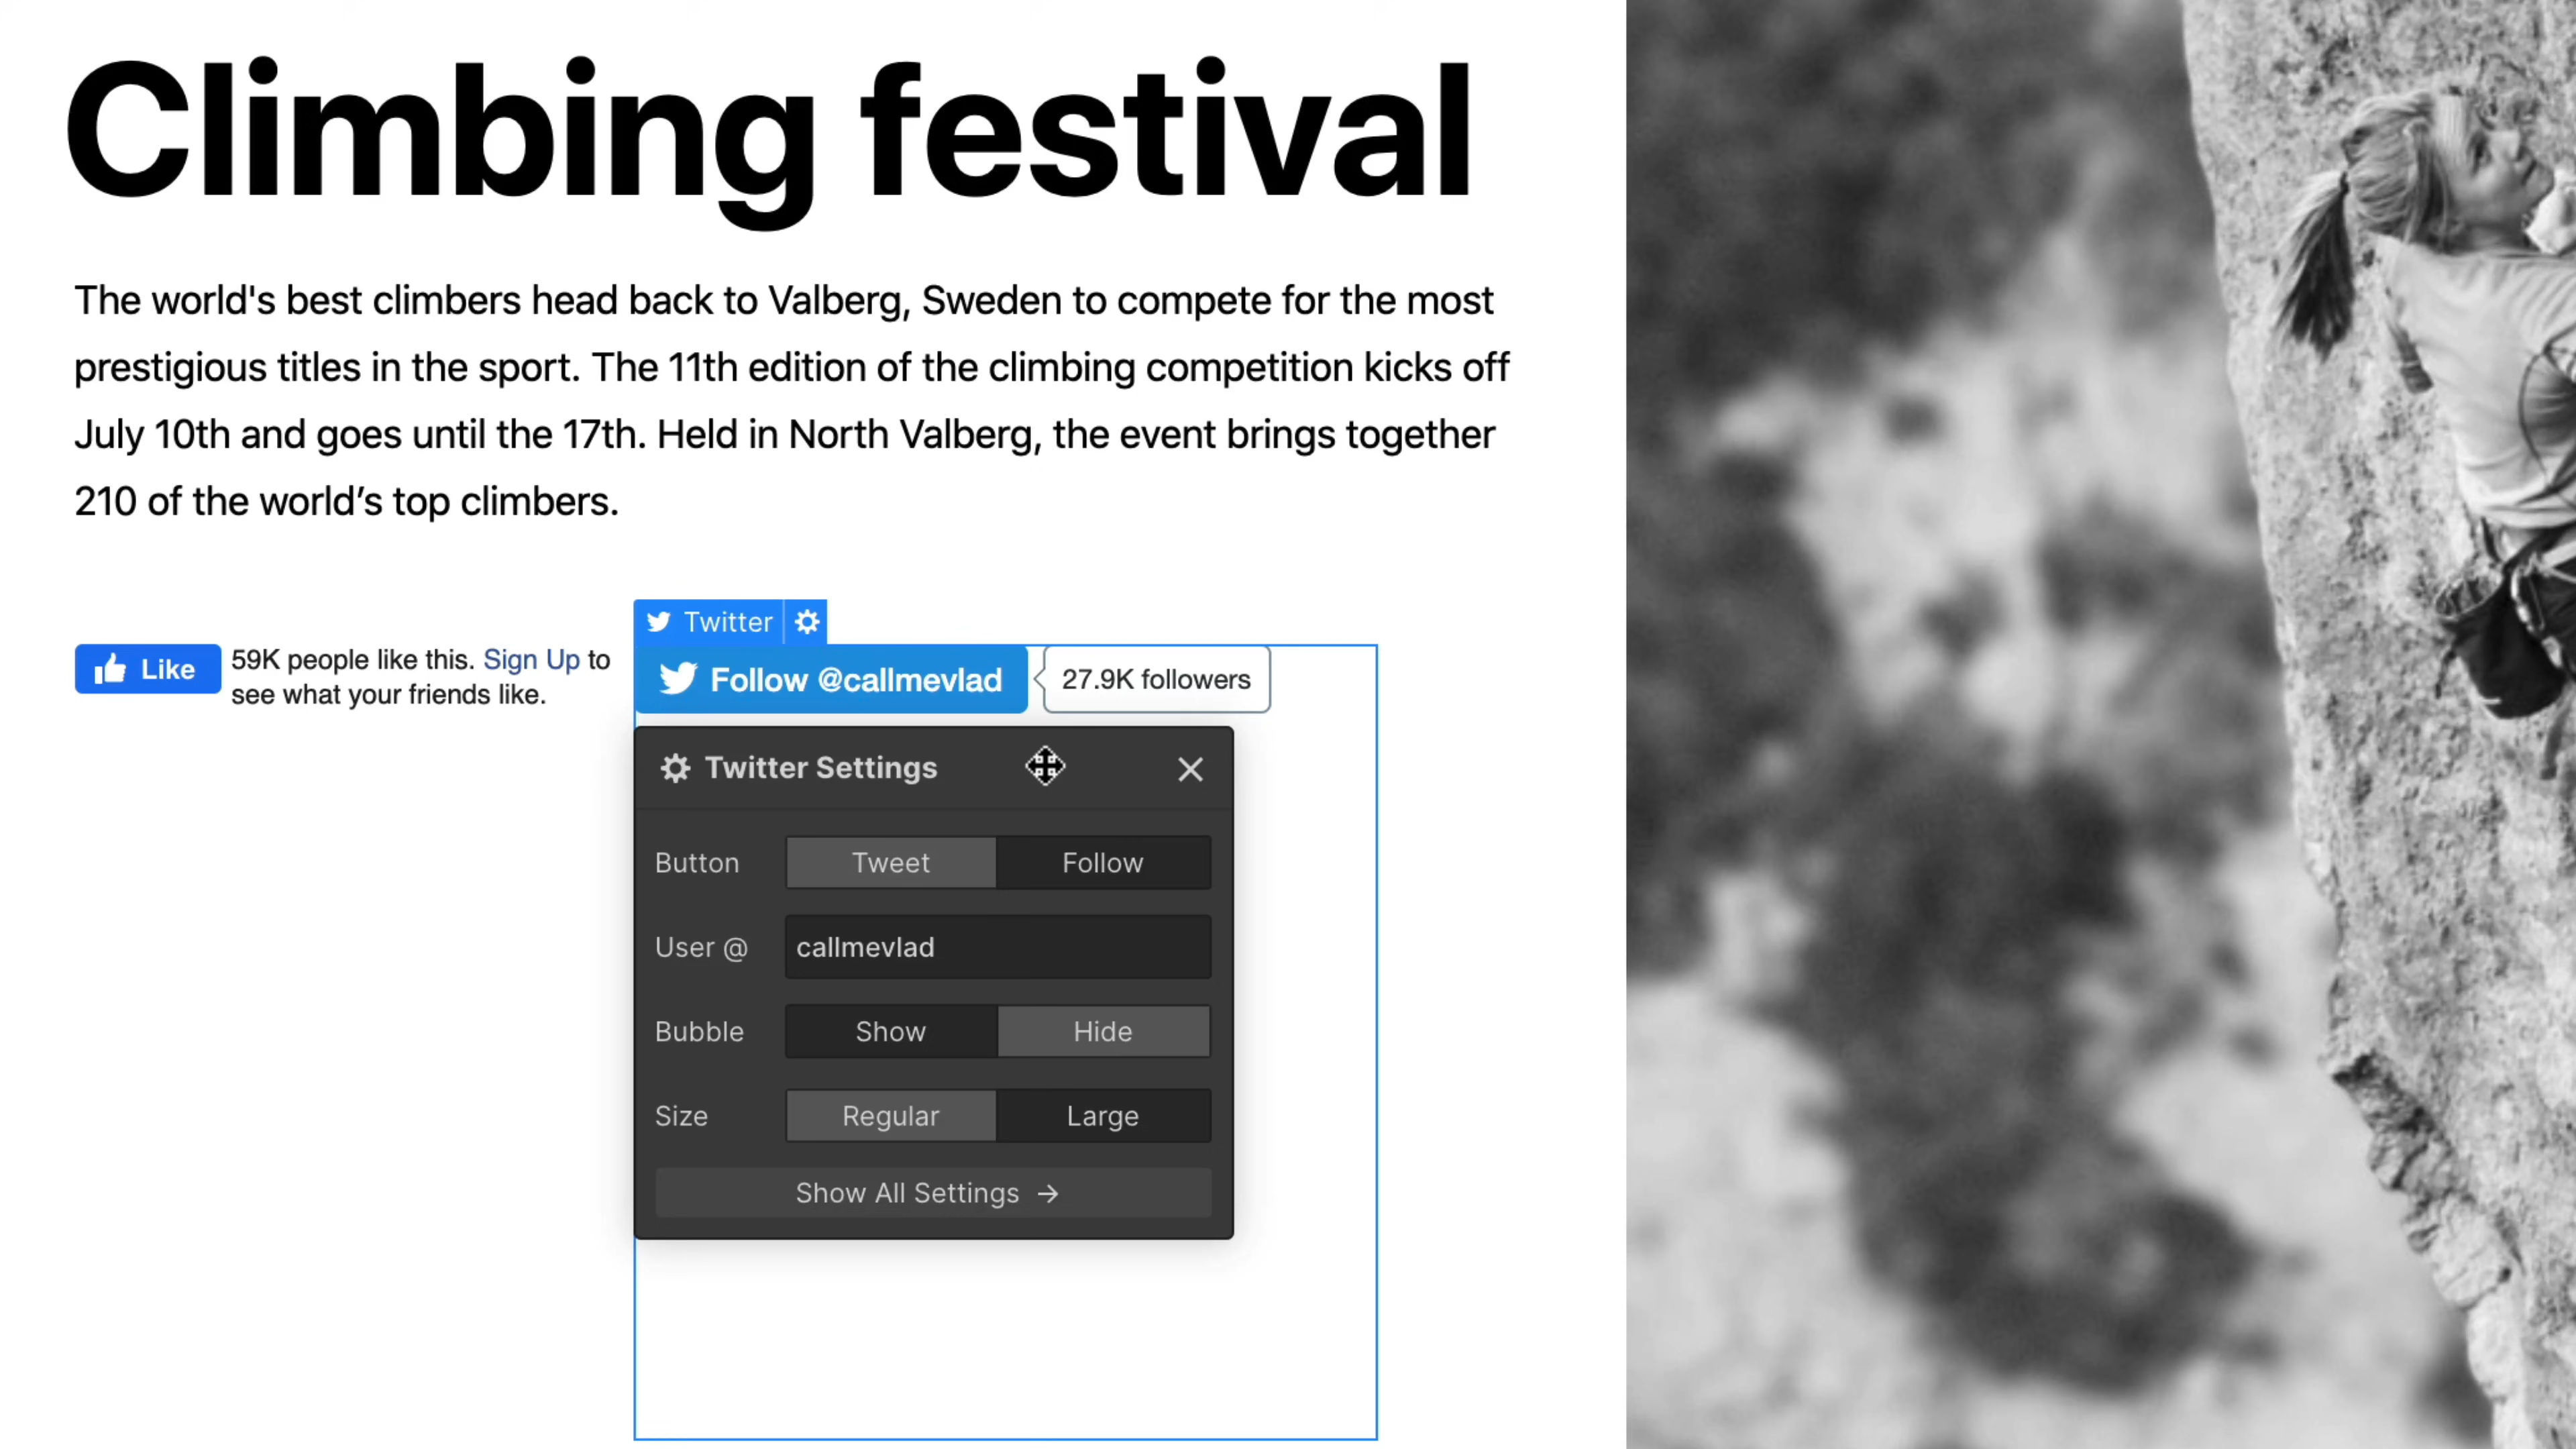 Climbing festival
The world's best climbers head back to Valberg, Sweden to compete for the most
prestigious titles in the sport. The 11th edition of the climbing competition kicks off
July 10th and goes until the 17th. Held in North Valberg, the event brings together
210 of the world’s top climbers.
Twitter
Like
59K people like this. Sign Up to
see what your friends like.
Follow @callmevlad
27.9K followers
Twitter Settings
Button Tweet Follow
User @ callmevlad
Bubble Show Hide
Size Regular Large
Show All Settings →